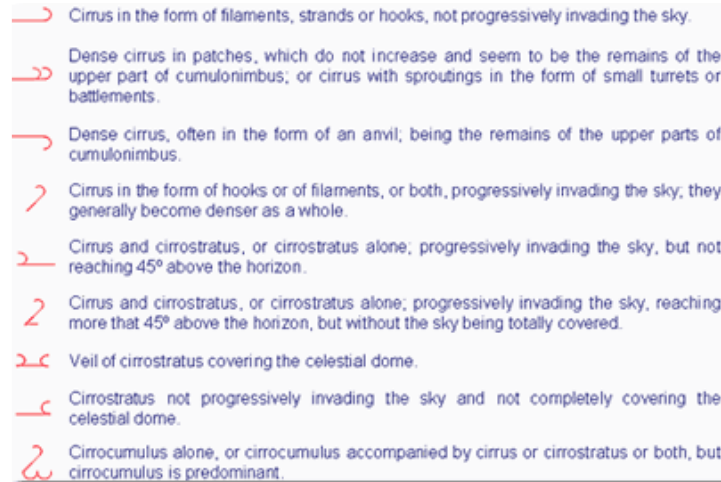 Cirrus in the form of filaments, strands or hooks, not progressively invading the sky.
Dense cirrus in patches, which do not increase and seem to be the remains of the
upper part of cumulonimbus; or cirrus with sproutings in the form of small turrets or
battlements.
Dense cirrus, often in the form of an anvil; being the remains of the upper parts of
cumulonimbus.
Cirrus in the form of hooks or of filaments, or both, progressively invading the sky; they
generally become denser as a whole.
Cirrus and cirrostratus, or cirrostratus alone; progressively invading the sky, but not
reaching 45º above the horizon.
Cirrus and cirrostratus, or cirrostratus alone; progressively invading the sky, reaching
more that 45º above the horizon, but without the sky being totally covered.
Veil of cirrostratus covering the celestial dome.
Cirrostratus not progressively invading the sky and not completely covering the
celestial dome.
Cirrocumulus alone, or cirrocumulus accompanied by cirrus or cirrostratus or both, but
cirrocumulus is predominant.